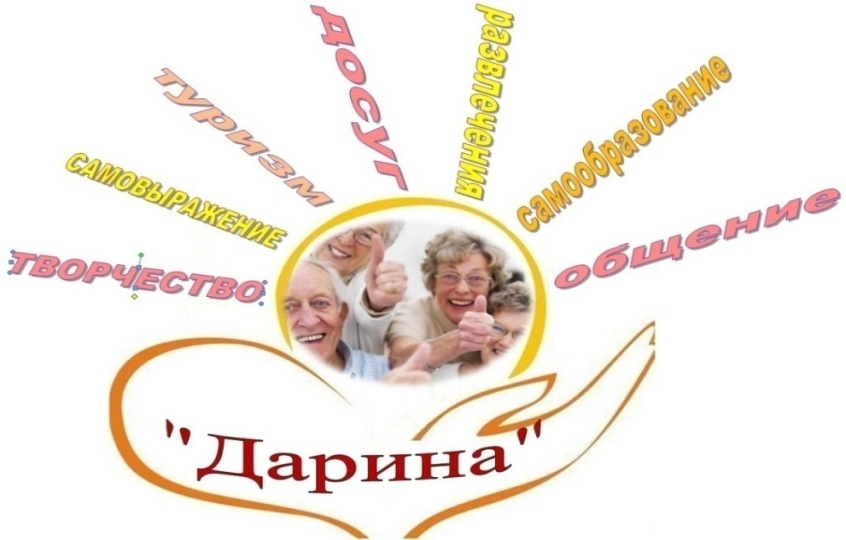 ТВОРЧЕСТВО
САМОВЫРАЖЕНИЕ
туризм
досуг
развлечения
самообразование
общение
"Дарина"